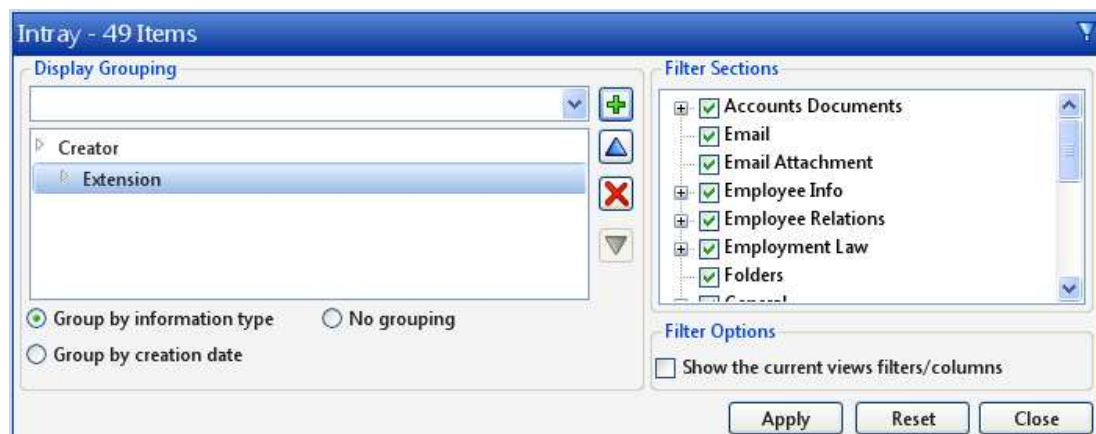 Intray - 49 Items
Display Grouping
Creator
Extension
Group by information type
No grouping
Group by creation date
Filter Sections
Accounts Documents
Email
Email Attachment
Employee Info
Employee Relations
Employment Law
Folders
Filter Options
Show the current views filters/columns
Apply
Reset
Close